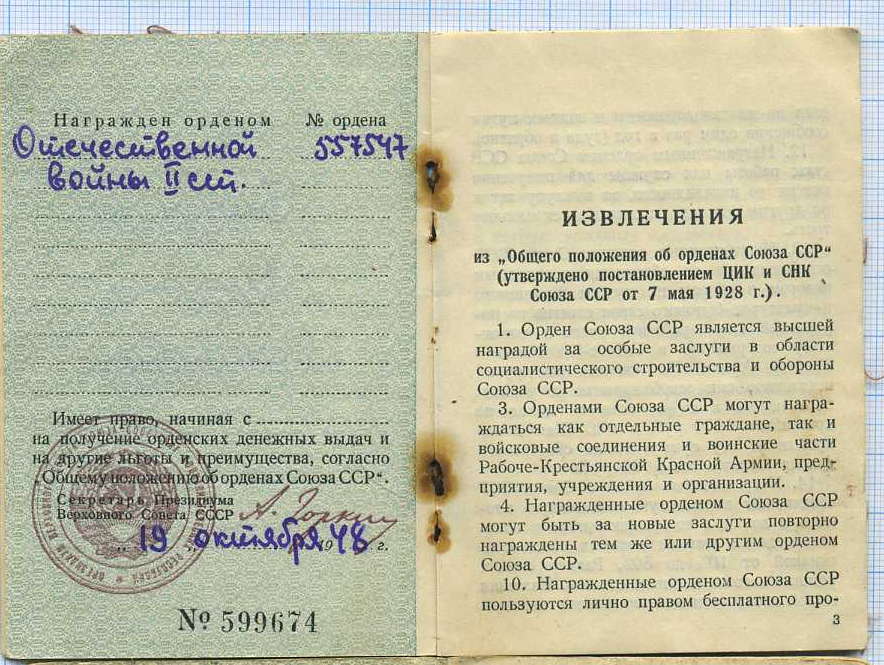 Награжден орденом № ордена
Отечественной 557547
войны II ст.
Имеет право, начиная с
на получение орденских денежных выдач и
на другие льготы и преимущества, согласно
„Общему положению об орденах Союза ССР“.
Секретарь Президиума
Верховного Совета СССР А. Горкин
„ 19 октября 1948 г.
№ 599674
ИЗВЛЕЧЕНИЯ
из „Общего положения об орденах Союза ССР“
(утверждено постановлением ЦИК и СНК
Союза ССР от 7 мая 1928 г.).
1. Орден Союза ССР является высшей
наградой за особые заслуги в области
социалистического строительства и обороны
Союза ССР.
3. Орденами Союза ССР могут награ-
ждаться как отдельные граждане, так и
войсковые соединения и воинские части
Рабоче-Крестьянской Красной Армии, пред-
приятия, учреждения и организации.
4. Награжденные орденом Союза ССР
могут быть за новые заслуги повторно
награждены тем же или другим орденом
Союза ССР.
10. Награжденные орденом Союза ССР
пользуются лично правом бесплатного про-
3